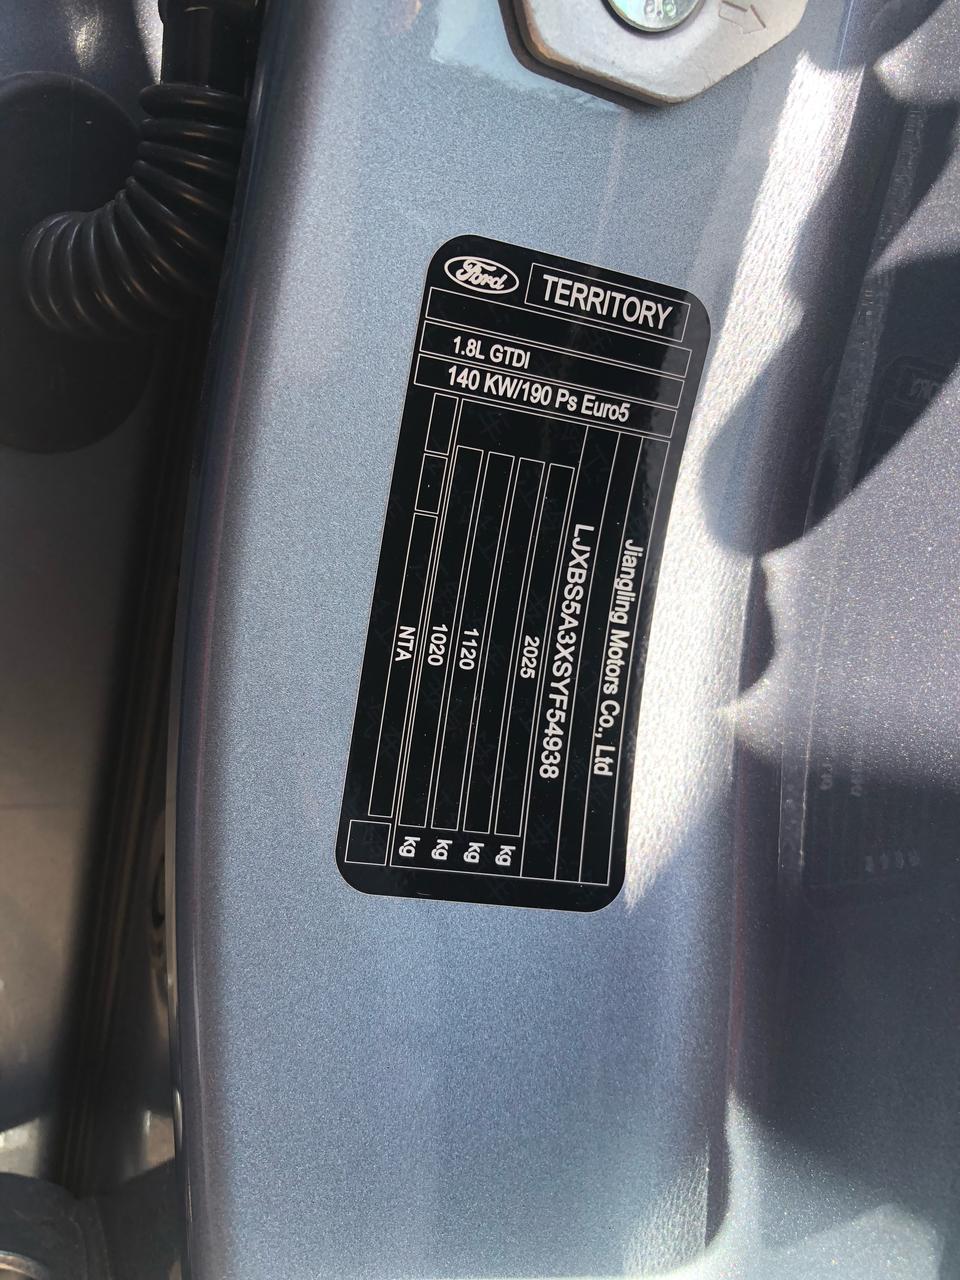 Ford
TERRITORY
1.8L GTDI
140 KW/190 Ps Euro5
Jiangling Motors Co., Ltd
LJXBS5A3XSYF54938
2025 kg
kg
1120 kg
1020 kg
NTA